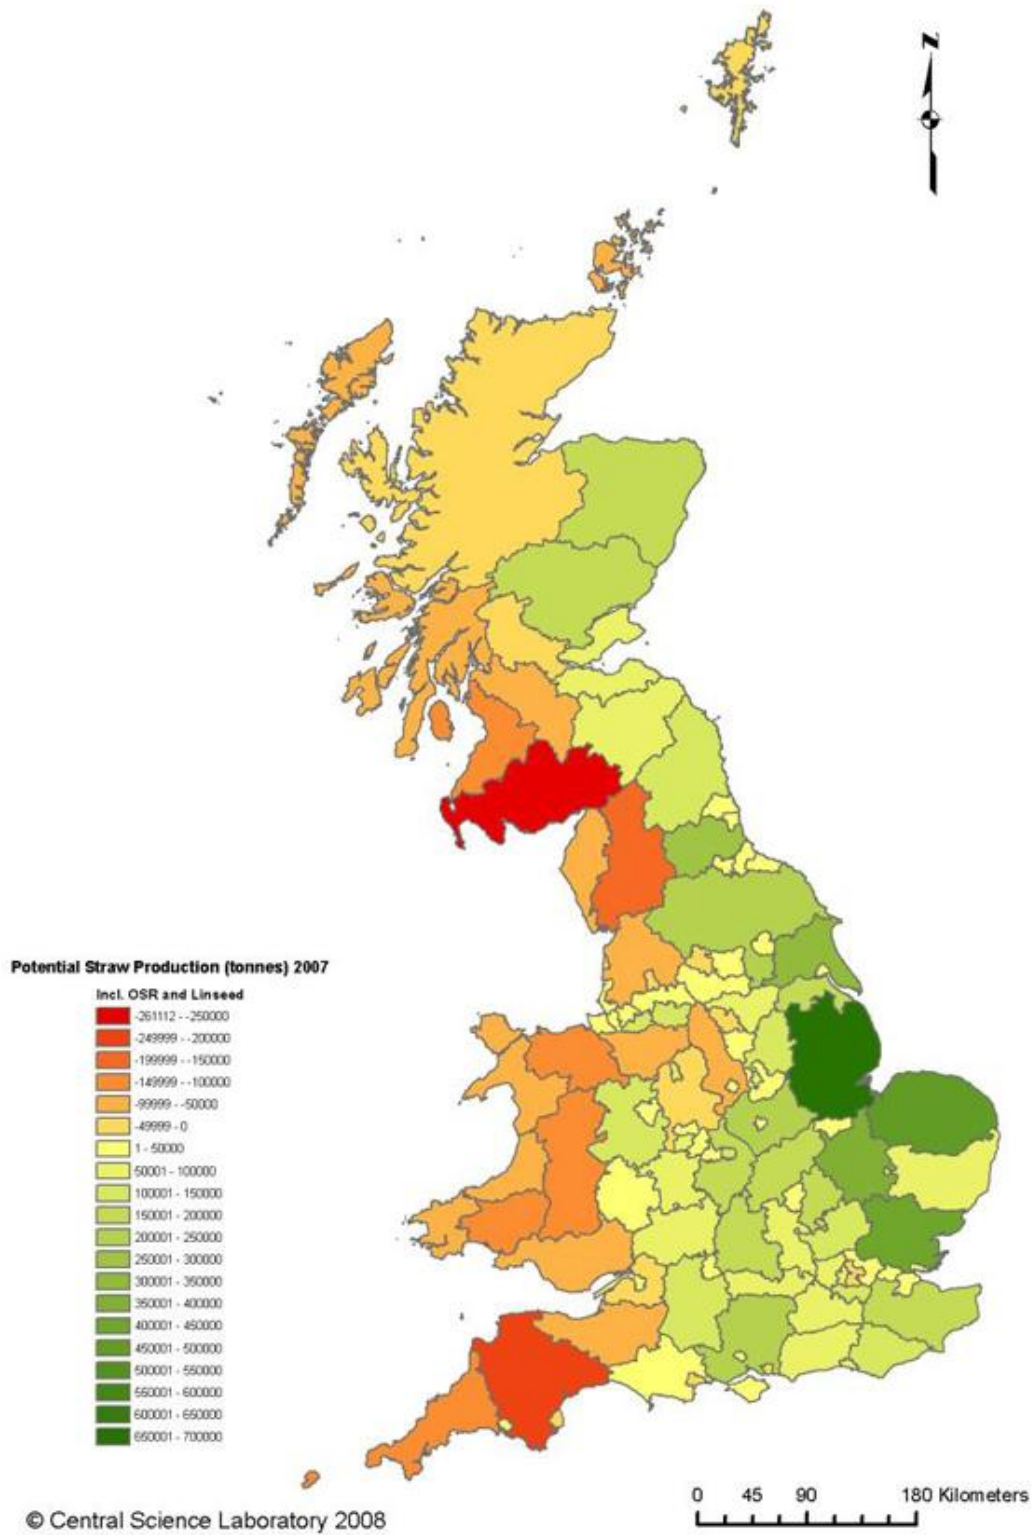 N
Potential Straw Production (tonnes) 2007
Incl. OSR and Linseed
-261112 - -250000
-249999 - -200000
-199999 - -150000
-149999 - -100000
-99999 - -50000
-49999 - 0
1 - 50000
50001 - 100000
100001 - 150000
150001 - 200000
200001 - 250000
250001 - 300000
300001 - 350000
350001 - 400000
400001 - 450000
450001 - 500000
500001 - 550000
550001 - 600000
600001 - 650000
650001 - 700000
0 45 90 180 Kilometers
© Central Science Laboratory 2008